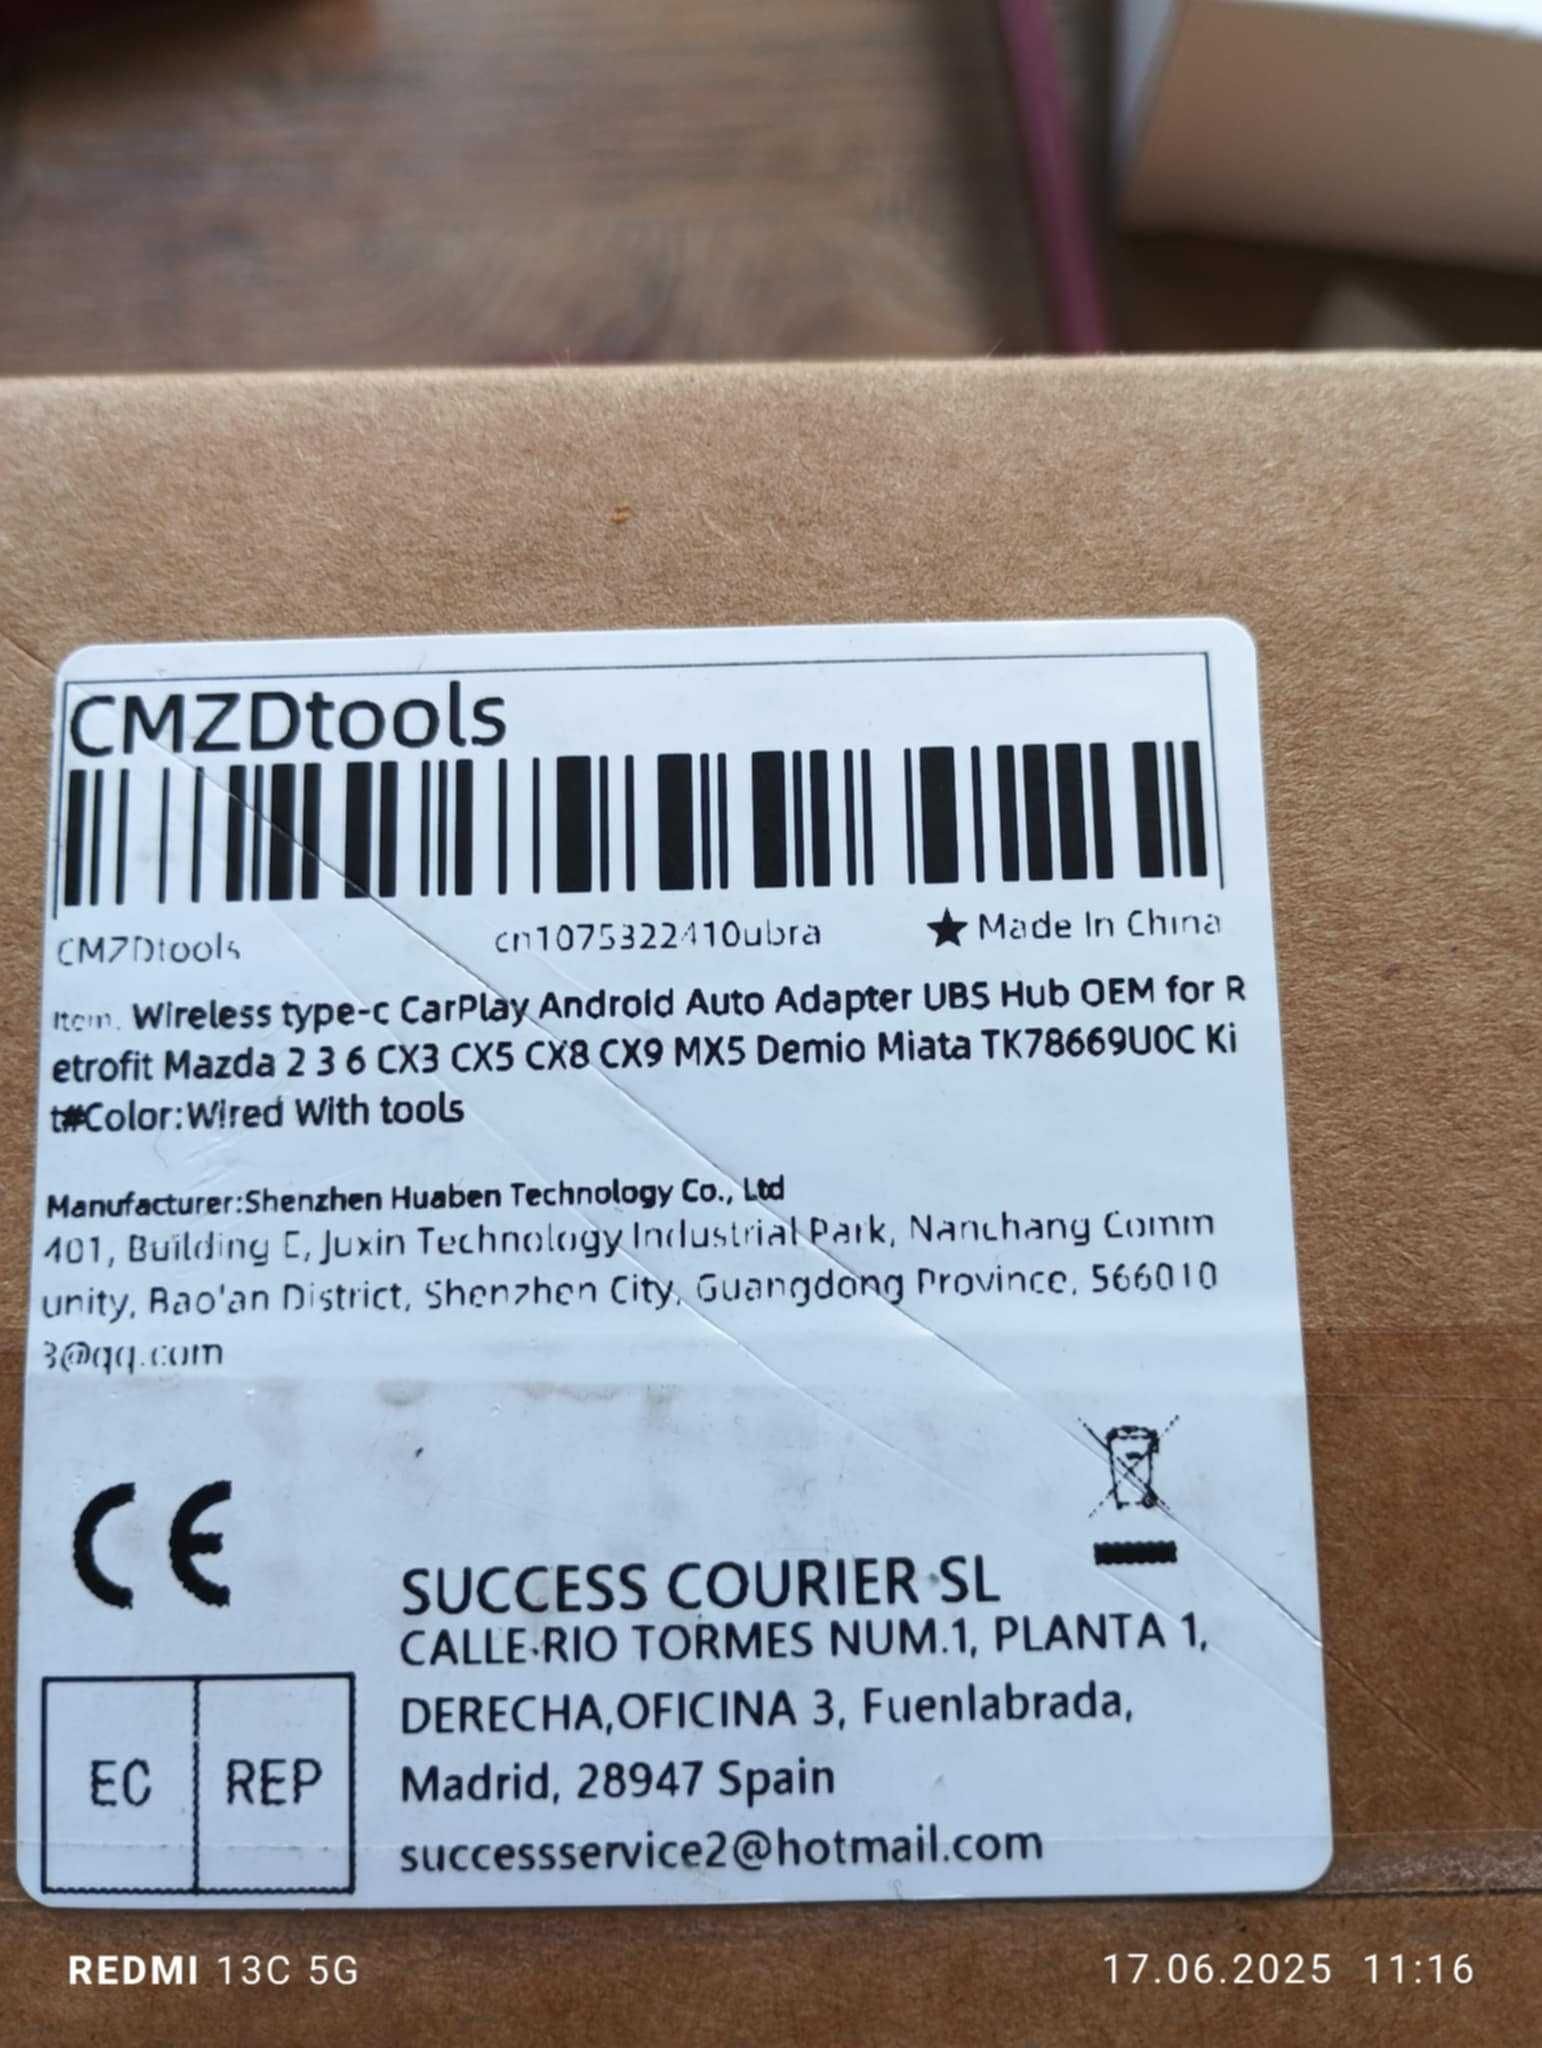 CMZDtools
CMZDtools cn1075322410ubra ★ Made In China
Item. Wireless type-c CarPlay Android Auto Adapter UBS Hub OEM for R
etrofit Mazda 2 3 6 CX3 CX5 CX8 CX9 MX5 Demio Miata TK78669U0C Ki
t#Color:Wired With tools
Manufacturer:Shenzhen Huaben Technology Co., Ltd
401, Building E, Juxin Technology Industrial Park, Nanchang Comm
unity, Bao'an District, Shenzhen City, Guangdong Province, 566010
3@qq.com
CE
SUCCESS COURIER SL
CALLE RIO TORMES NUM.1, PLANTA 1,
DERECHA,OFICINA 3, Fuenlabrada,
Madrid, 28947 Spain
successservice2@hotmail.com
EC REP
REDMI 13C 5G 17.06.2025 11:16